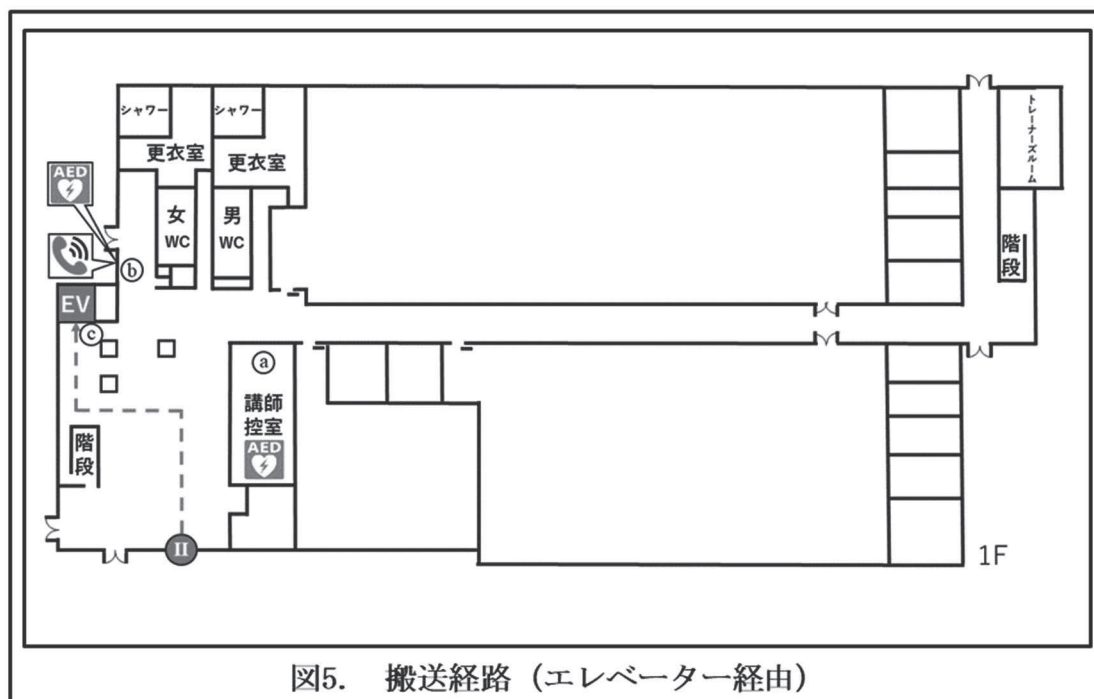 シャワー
シャワー
更衣室
更衣室
トレーナーズルーム
AED
女
WC
男
WC
階段
ⓑ
EV
ⓒ
ⓐ
講師
控室
AED
階段
II
1F
図5. 搬送経路（エレベーター経由）